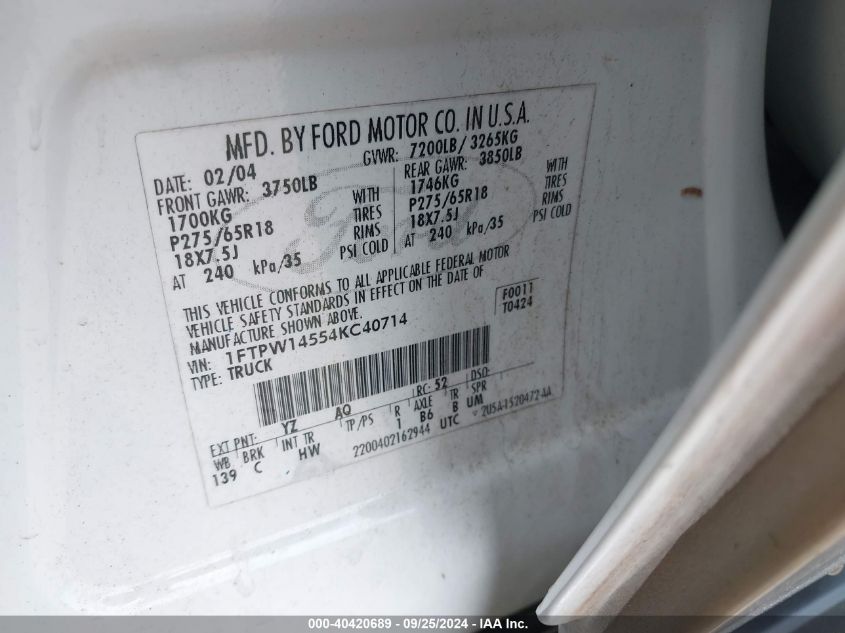 MFD. BY FORD MOTOR CO. IN U.S.A.
DATE: 02/04 GVWR: 7200LB/ 3265KG
FRONT GAWR: 3750LB REAR GAWR: 3850LB
1700KG WITH 1746KG WITH
P275/65R18 TIRES P275/65R18 TIRES
18X7.5J RIMS 18X7.5J RIMS
AT 240 kPa/35 PSI COLD AT 240 kPa/35 PSI COLD
THIS VEHICLE CONFORMS TO ALL APPLICABLE FEDERAL MOTOR
VEHICLE SAFETY STANDARDS IN EFFECT ON THE DATE OF
MANUFACTURE SHOWN ABOVE.
F0011
T0424
VIN: 1FTPW14554KC40714
TYPE: TRUCK
EXT PNT: YZ AQ RC: 52 DSO:
WB BRK INT TR TP/PS R AXLE TR SPR
139 C HW 1 B6 B UM
2200402162944 UTC
Ford
000-40420689 - 09/25/2024 - IAA Inc.